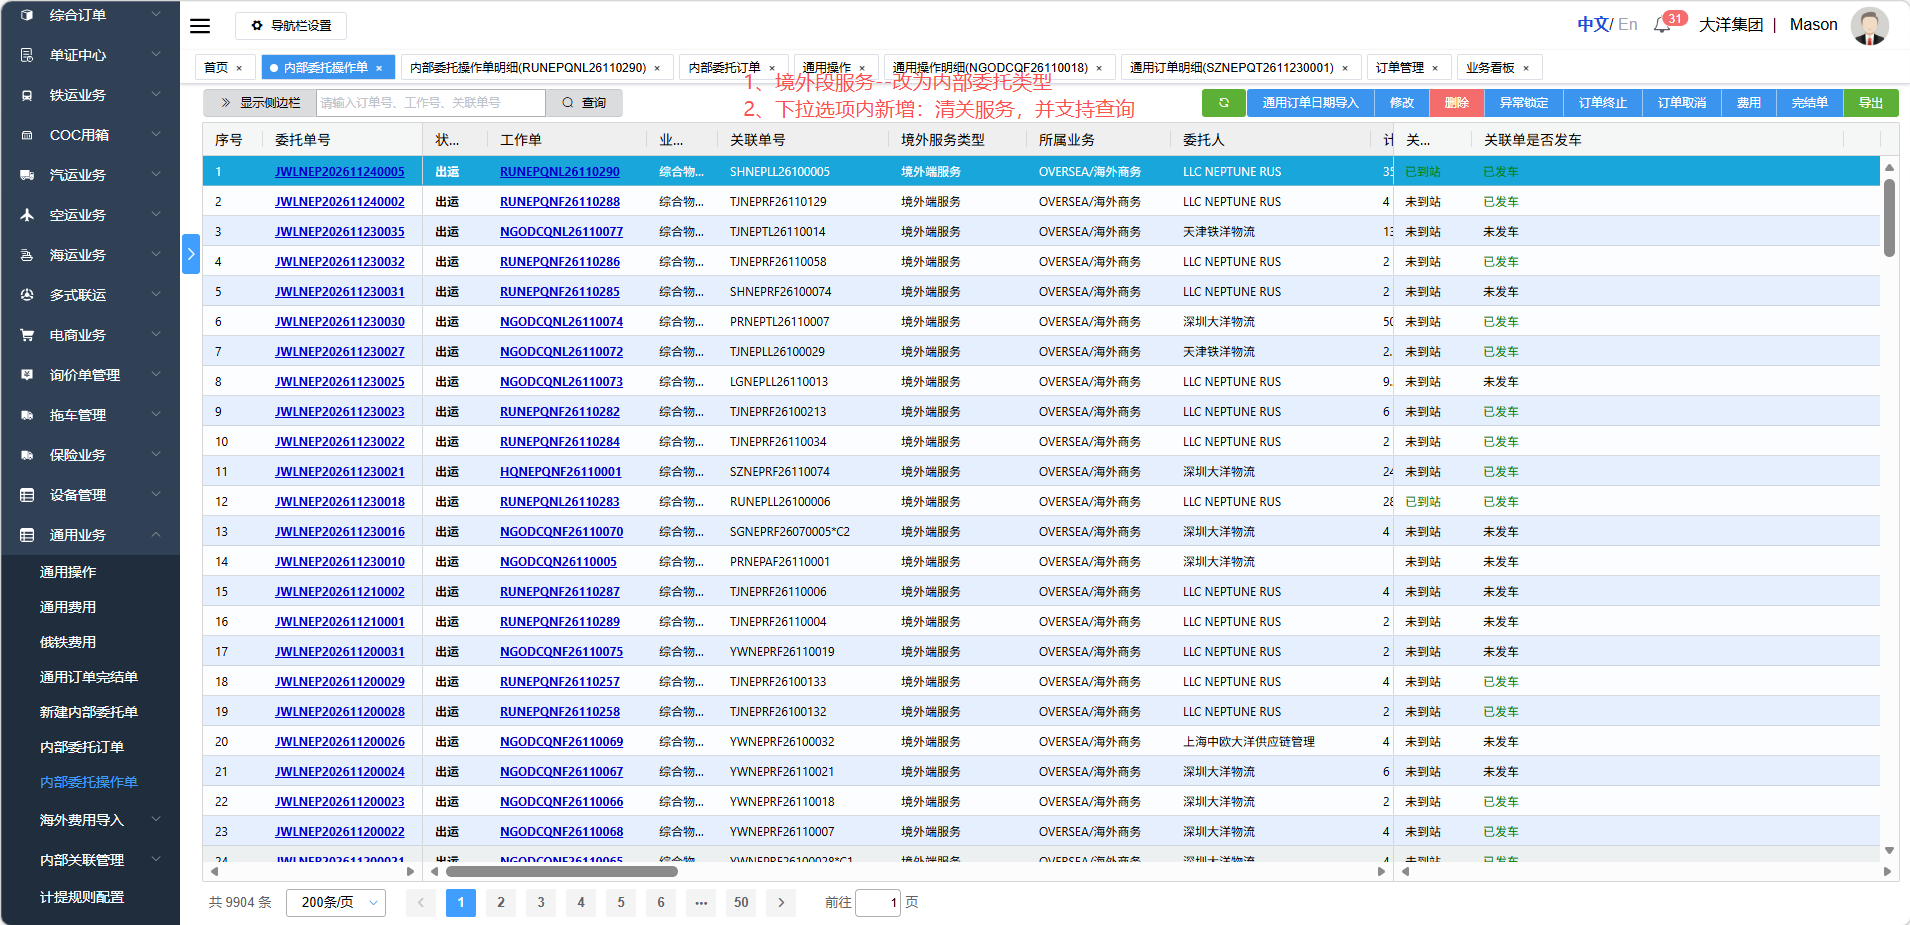 综合订单
单证中心
铁运业务
COC用箱
汽运业务
空运业务
海运业务
多式联运
电商业务
询价单管理
拖车管理
保险业务
设备管理
通用业务
通用操作
通用费用
俄铁费用
通用订单完结单
新建内部委托单
内部委托订单
内部委托操作单
海外费用导入
内部关联管理
计提规则配置
导航栏设置
中文/ En 31 大洋集团 | Mason
首页 × 内部委托操作单 × 内部委托操作单明细(RUNEPQNL26110290) × 内部委托订单 × 通用操作 × 通用操作明细(NGODCQF26110018) × 通用订单明细(SZNEPQT2611230001) × 订单管理 × 业务看板 ×
1、境外段服务--改为内部委托类型
2、下拉选项内新增：清关服务，并支持查询
显示侧边栏 请输入订单号、工作号、关联单号 查询 通用订单日期导入 修改 删除 异常锁定 订单终止 订单取消 费用 完结单 导出
序号 委托单号 状... 工作单 业... 关联单号 境外服务类型 所属业务 委托人 计 关... 关联单是否发车
1 JWLNEP202611240005 出运 RUNEPQNL26110290 综合物... SHNEPLL26100005 境外端服务 OVERSEA/海外商务 LLC NEPTUNE RUS 35 已到站 已发车
2 JWLNEP202611240002 出运 RUNEPQNF26110288 综合物... TJNEPRF26110129 境外端服务 OVERSEA/海外商务 LLC NEPTUNE RUS 4 未到站 已发车
3 JWLNEP202611230035 出运 NGODCQNL26110077 综合物... TJNEPTL26110014 境外端服务 OVERSEA/海外商务 天津铁洋物流 13 未到站 未发车
4 JWLNEP202611230032 出运 RUNEPQNF26110286 综合物... TJNEPRF26110058 境外端服务 OVERSEA/海外商务 LLC NEPTUNE RUS 2 未到站 已发车
5 JWLNEP202611230031 出运 RUNEPQNF26110285 综合物... SHNEPRF26100074 境外端服务 OVERSEA/海外商务 LLC NEPTUNE RUS 2 未到站 未发车
6 JWLNEP202611230030 出运 NGODCQNL26110074 综合物... PRNEPTL26110007 境外端服务 OVERSEA/海外商务 深圳大洋物流 50 未到站 已发车
7 JWLNEP202611230027 出运 NGODCQNL26110072 综合物... TJNEPLL26100029 境外端服务 OVERSEA/海外商务 天津铁洋物流 2. 未到站 已发车
8 JWLNEP202611230025 出运 NGODCQNL26110073 综合物... LGNEPLL26110013 境外端服务 OVERSEA/海外商务 LLC NEPTUNE RUS 9. 未到站 未发车
9 JWLNEP202611230023 出运 RUNEPQNF26110282 综合物... TJNEPRF26100213 境外端服务 OVERSEA/海外商务 LLC NEPTUNE RUS 6 未到站 已发车
10 JWLNEP202611230022 出运 RUNEPQNF26110284 综合物... TJNEPRF26110034 境外端服务 OVERSEA/海外商务 LLC NEPTUNE RUS 2 未到站 已发车
11 JWLNEP202611230021 出运 HQNEPQNF26110001 综合物... SZNEPRF26110074 境外端服务 OVERSEA/海外商务 深圳大洋物流 24 未到站 已发车
12 JWLNEP202611230018 出运 RUNEPQNL26110283 综合物... RUNEPLL26100006 境外端服务 OVERSEA/海外商务 LLC NEPTUNE RUS 28 已到站 已发车
13 JWLNEP202611230016 出运 NGODCQNF26110070 综合物... SGNEPRF26070005*C2 境外端服务 OVERSEA/海外商务 深圳大洋物流 4 未到站 未发车
14 JWLNEP202611230010 出运 NGODCQN26110005 综合物... PRNEPAF26110001 境外端服务 OVERSEA/海外商务 深圳大洋物流 未到站 未发车
15 JWLNEP202611210002 出运 RUNEPQNF26110287 综合物... TJNEPRF26110006 境外端服务 OVERSEA/海外商务 LLC NEPTUNE RUS 4 未到站 未发车
16 JWLNEP202611210001 出运 RUNEPQNF26110289 综合物... TJNEPRF26110004 境外端服务 OVERSEA/海外商务 LLC NEPTUNE RUS 2 未到站 未发车
17 JWLNEP202611200031 出运 NGODCQNF26110075 综合物... YWNEPRF26110019 境外端服务 OVERSEA/海外商务 LLC NEPTUNE RUS 2 未到站 未发车
18 JWLNEP202611200029 出运 RUNEPQNF26110257 综合物... TJNEPRF26100133 境外端服务 OVERSEA/海外商务 LLC NEPTUNE RUS 4 未到站 已发车
19 JWLNEP202611200028 出运 RUNEPQNF26110258 综合物... TJNEPRF26100132 境外端服务 OVERSEA/海外商务 LLC NEPTUNE RUS 2 未到站 已发车
20 JWLNEP202611200026 出运 NGODCQNF26110069 综合物... YWNEPRF26100032 境外端服务 OVERSEA/海外商务 上海中欧大洋供应链管理 4 未到站 未发车
21 JWLNEP202611200024 出运 NGODCQNF26110067 综合物... YWNEPRF26110021 境外端服务 OVERSEA/海外商务 深圳大洋物流 6 未到站 未发车
22 JWLNEP202611200023 出运 NGODCQNF26110066 综合物... YWNEPRF26110018 境外端服务 OVERSEA/海外商务 深圳大洋物流 2 未到站 已发车
23 JWLNEP202611200022 出运 NGODCQNF26110068 综合物... YWNEPRF26110007 境外端服务 OVERSEA/海外商务 深圳大洋物流 4 未到站 已发车
24 JWLNEP202611200021 出运 NGODCQNF26110065 综合物... YWNEPRF26100028*C1 境外端服务 OVERSEA/海外商务 深圳大洋物流 4 未到站 已发车
共 9904 条 200条/页 1 2 3 4 5 6 ••• 50 前往 1 页